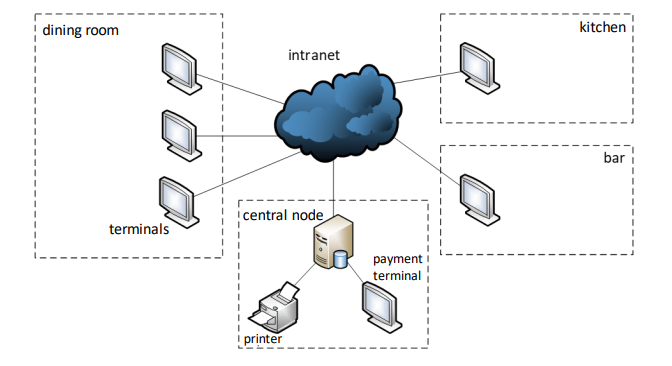 dining room
intranet
kitchen
bar
terminals
central node
payment
terminal
printer